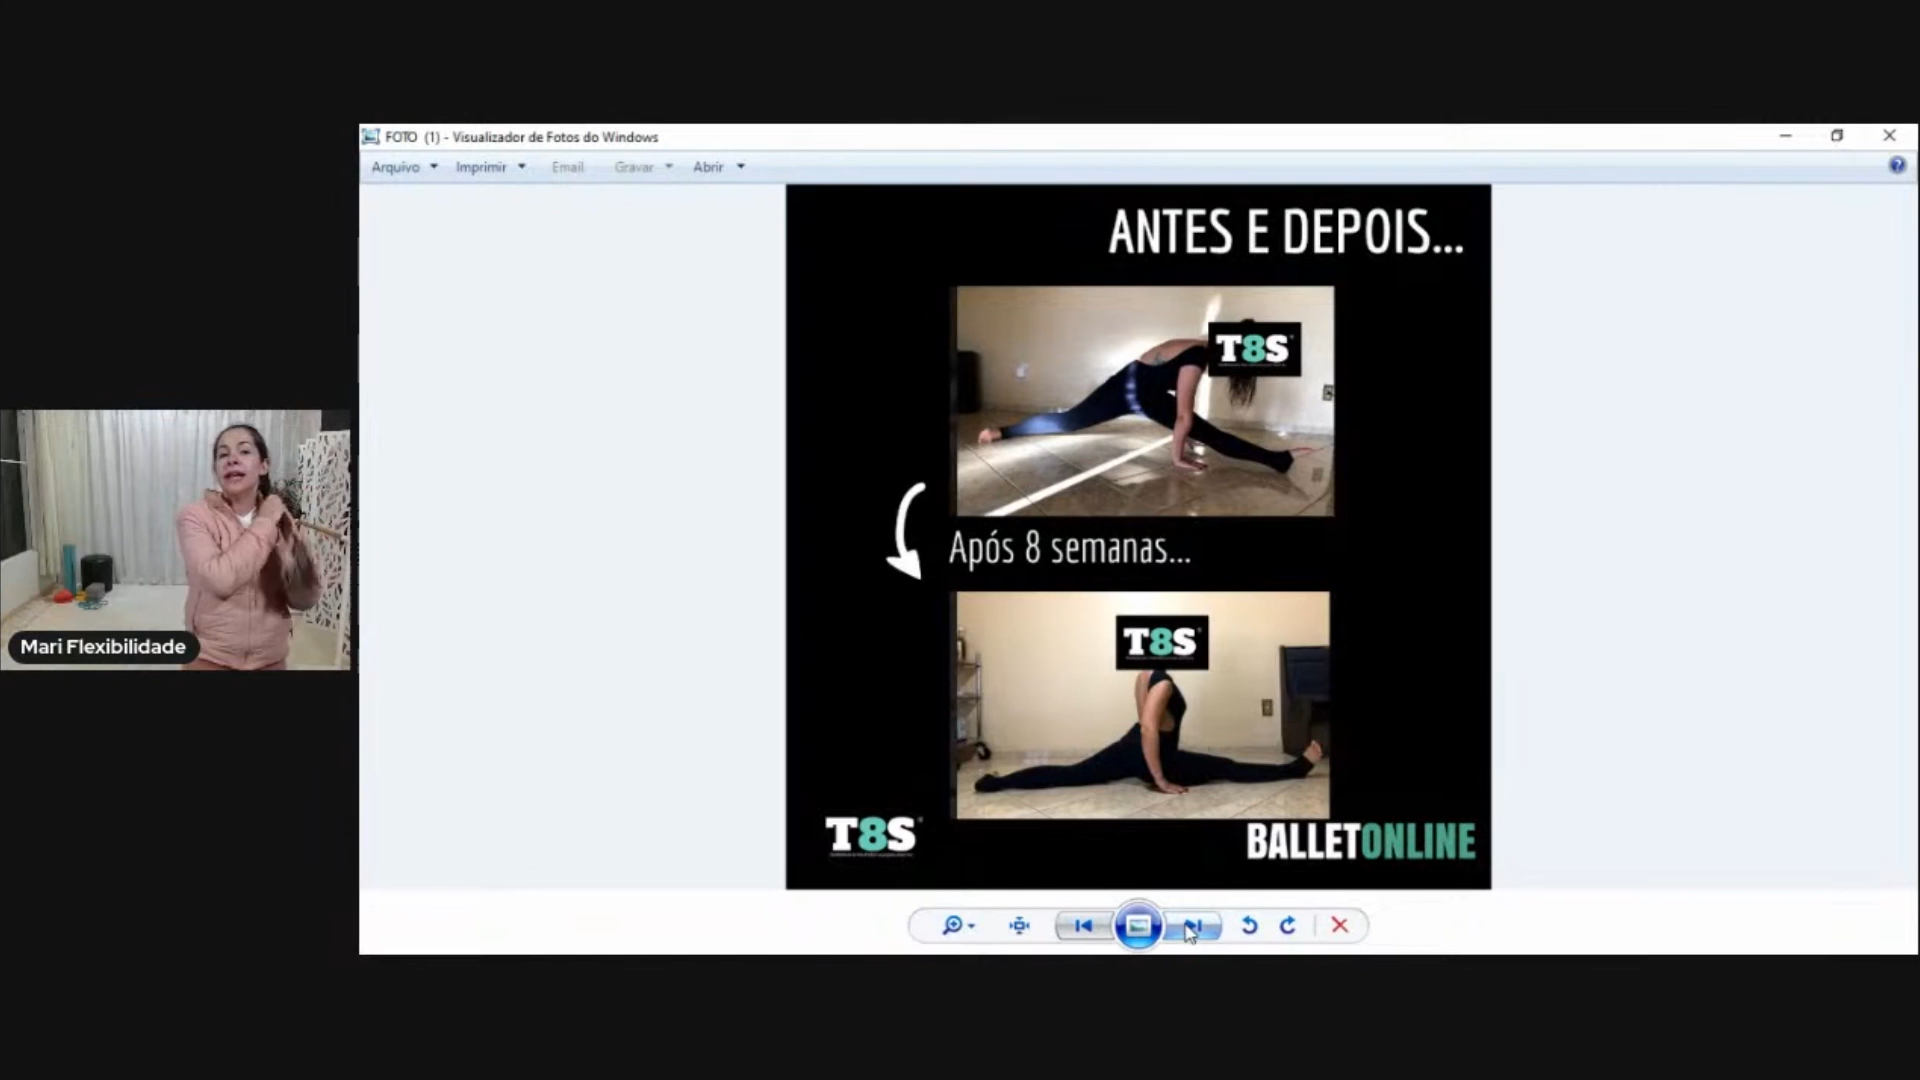 FOTO (1) - Visualizador de Fotos do Windows
Arquivo Imprimir Email Gravar Abrir
ANTES E DEPOIS...
T8S
Após 8 semanas...
T8S
T8S
BALLETONLINE
Mari Flexibilidade